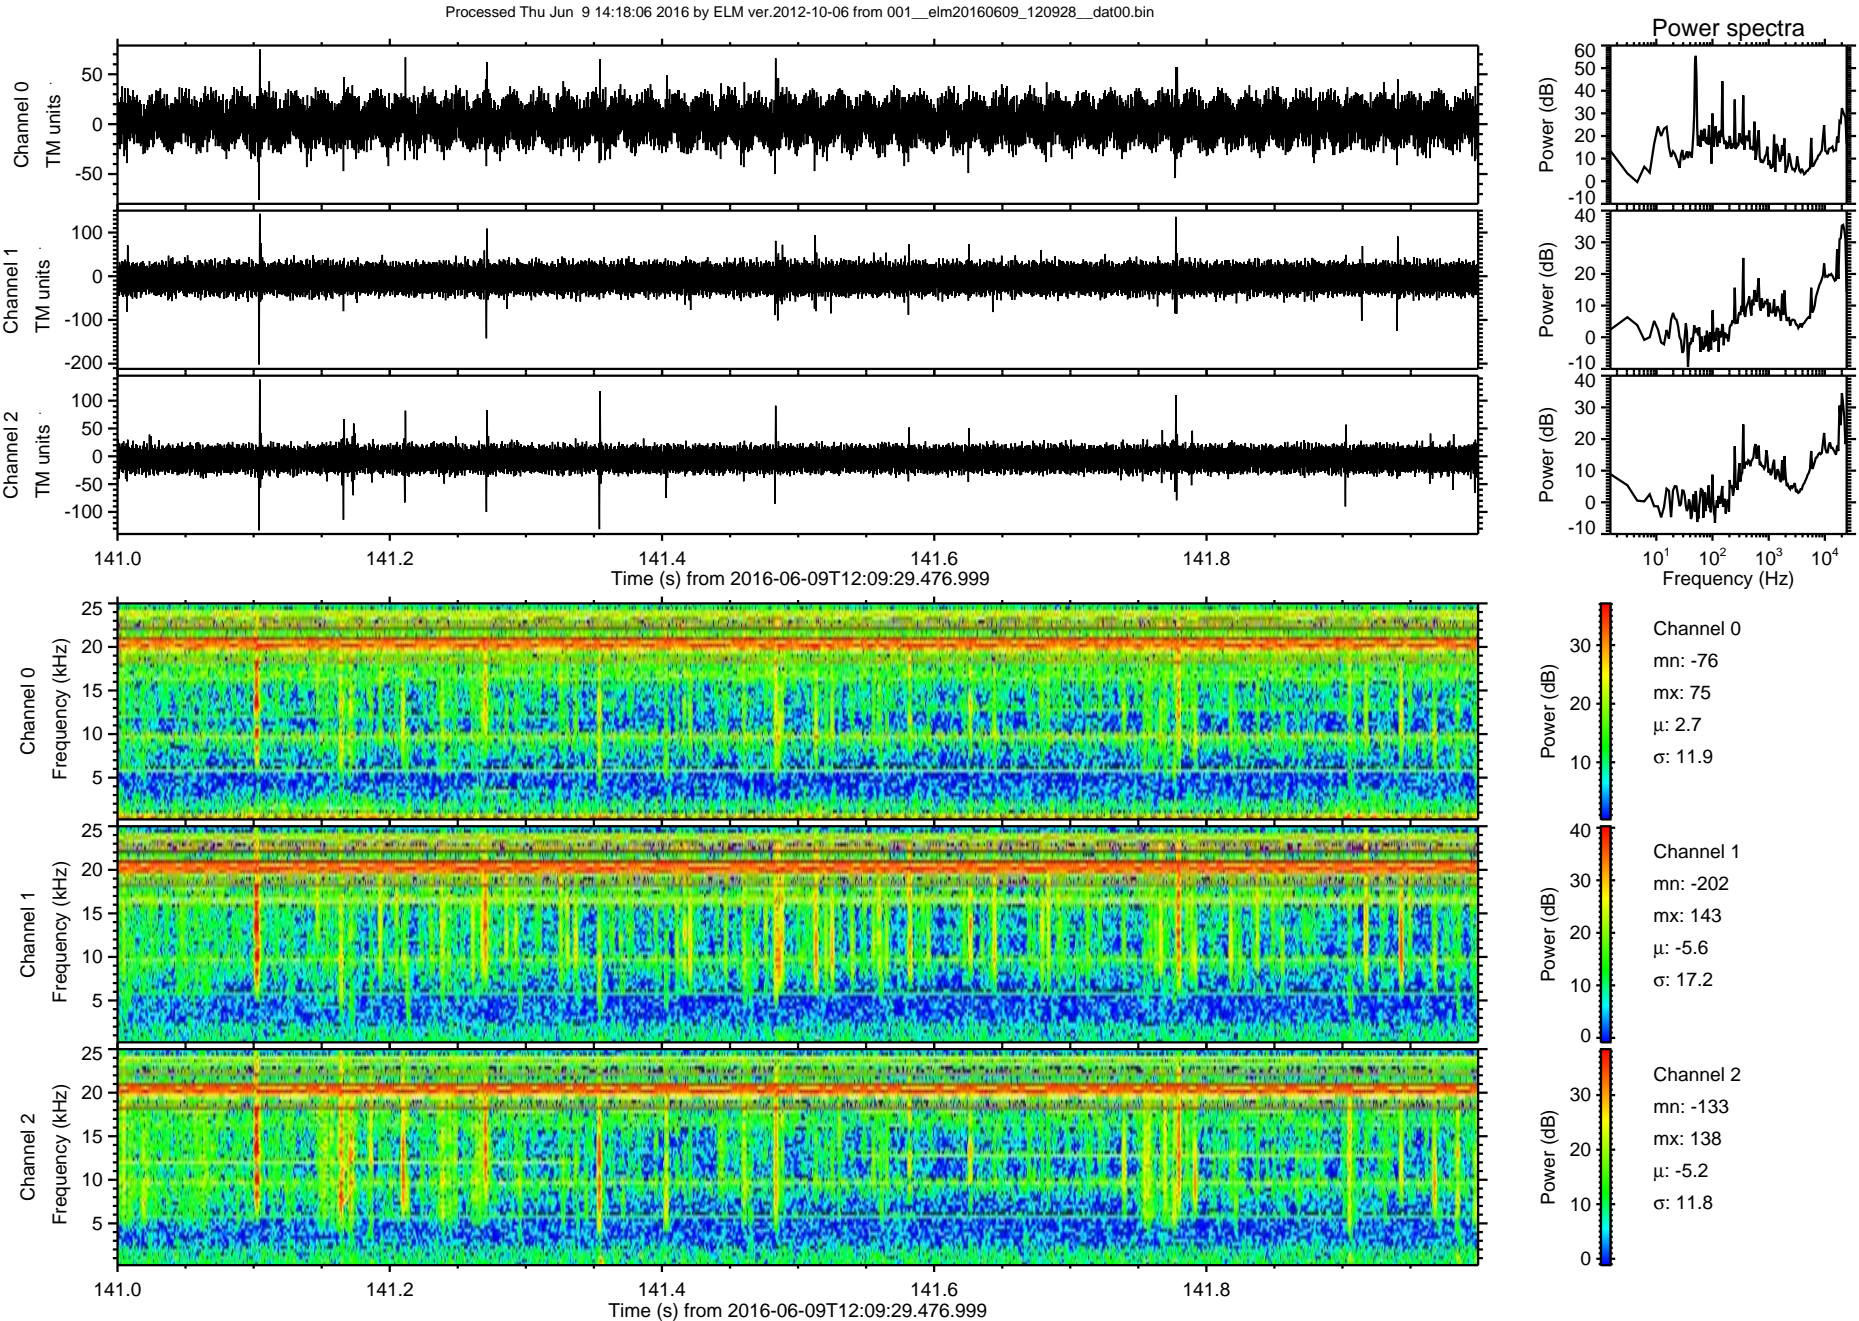 Processed Thu Jun  9 14:18:06 2016 by ELM ver.2012-10-06 from 001__elm20160609_120928__dat00.bin
Power spectra
Channel 0
TM units
50
0
-50
Power (dB)
60
50
40
30
20
10
0
-10
Channel 1
TM units
100
0
-100
-200
Power (dB)
40
30
20
10
0
-10
Channel 2
TM units
100
50
0
-50
-100
Power (dB)
40
30
20
10
0
-10
141.0 141.2 141.4 141.6 141.8
Time (s) from 2016-06-09T12:09:29.476.999
10^1 10^2 10^3 10^4
Frequency (Hz)
Channel 0
Frequency (kHz)
25
20
15
10
5
Power (dB)
30
20
10
Channel 0
mn: -76
mx: 75
μ: 2.7
σ: 11.9
Channel 1
Frequency (kHz)
25
20
15
10
5
Power (dB)
40
30
20
10
0
Channel 1
mn: -202
mx: 143
μ: -5.6
σ: 17.2
Channel 2
Frequency (kHz)
25
20
15
10
5
Power (dB)
30
20
10
0
Channel 2
mn: -133
mx: 138
μ: -5.2
σ: 11.8
141.0 141.2 141.4 141.6 141.8
Time (s) from 2016-06-09T12:09:29.476.999